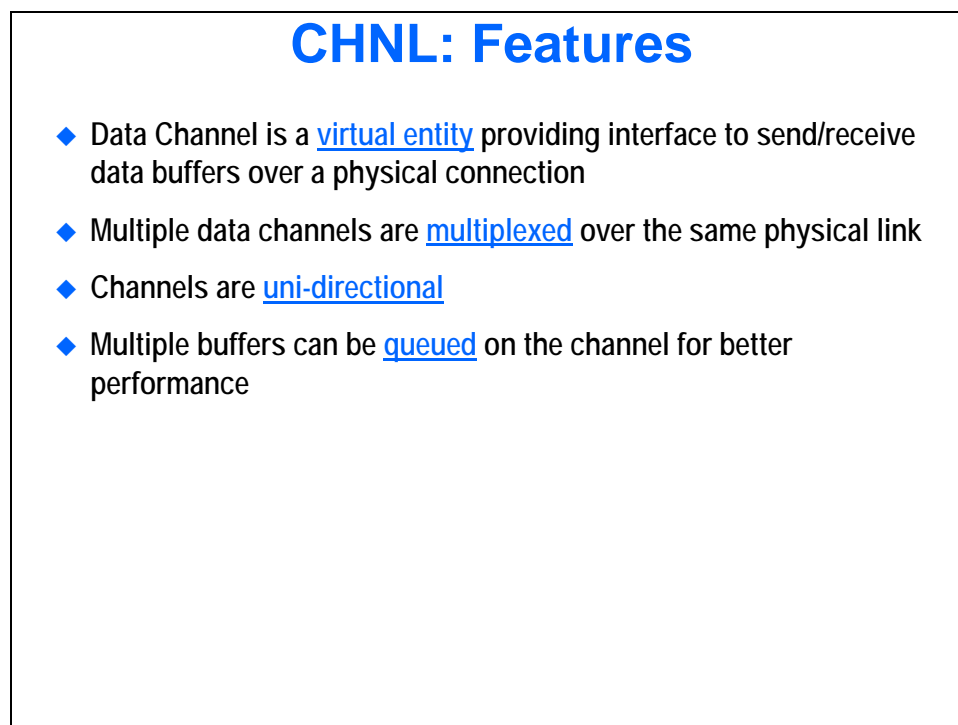 CHNL: Features
Data Channel is a virtual entity providing interface to send/receive
data buffers over a physical connection
Multiple data channels are multiplexed over the same physical link
Channels are uni-directional
Multiple buffers can be queued on the channel for better
performance